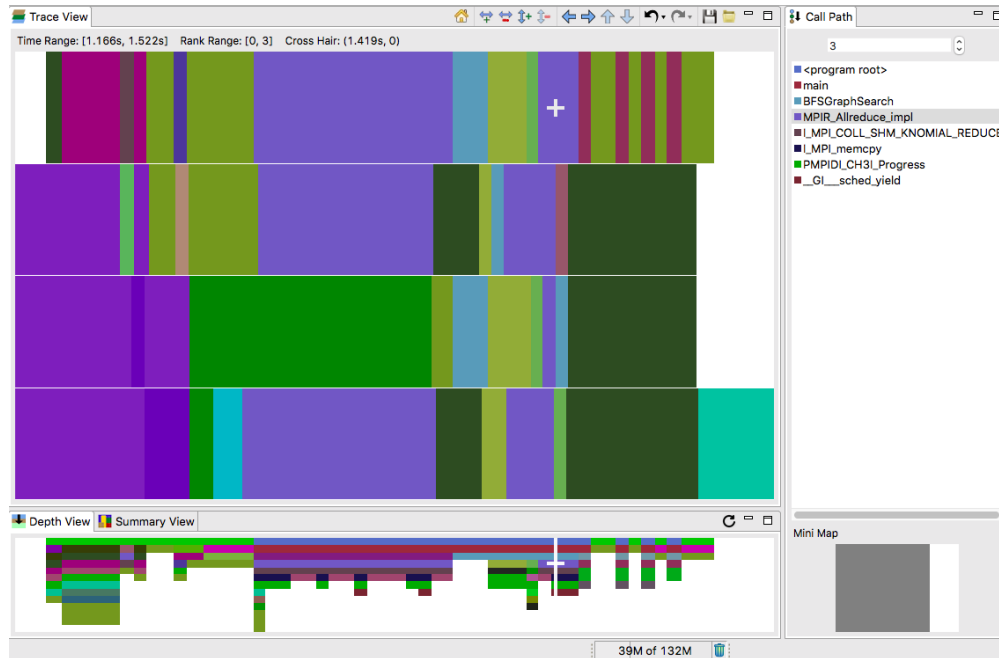 Trace View
Time Range: [1.166s, 1.522s] Rank Range: [0, 3] Cross Hair: (1.419s, 0)
Call Path
3
<program root>
main
BFSGraphSearch
MPIR_Allreduce_impl
I_MPI_COLL_SHM_KNOMIAL_REDUCE
I_MPI_memcpy
PMPIDI_CH3I_Progress
__GI___sched_yield
Depth View
Summary View
Mini Map
39M of 132M